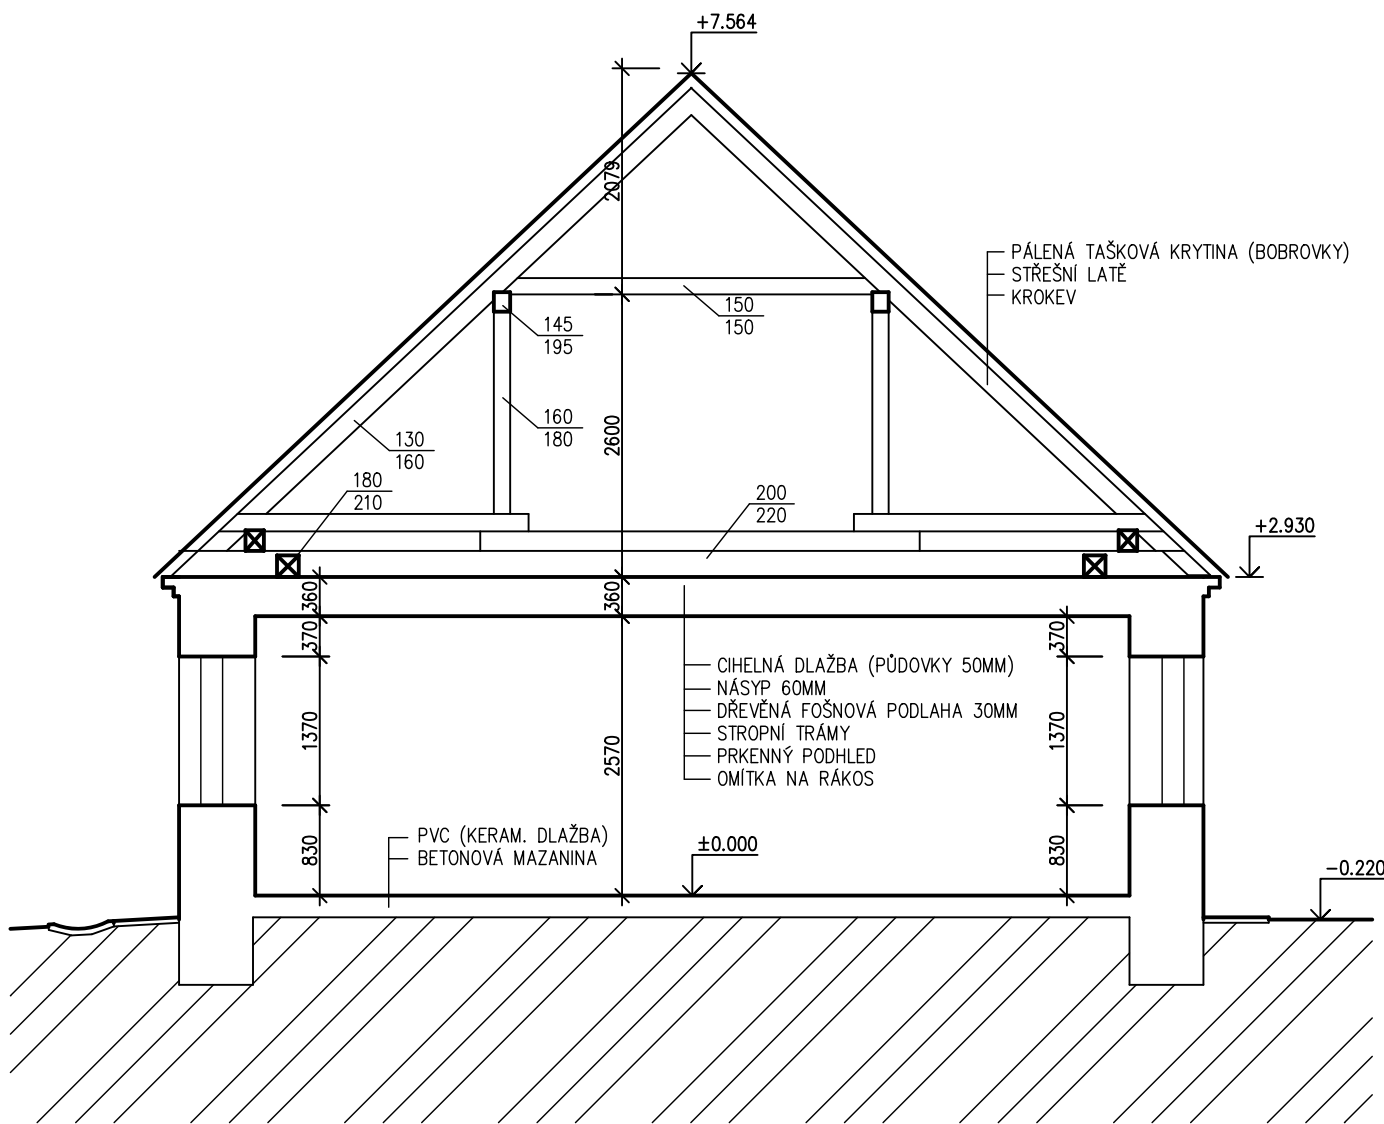 +7.564
2079
PÁLENÁ TAŠKOVÁ KRYTINA (BOBROVKY)
STŘEŠNÍ LATĚ
KROKEV
150
150
145
195
160
180
2600
130
160
180
210
200
220
+2.930
360
360
370
370
CIHELNÁ DLAŽBA (PŮDOVKY 50MM)
NÁSYP 60MM
DŘEVĚNÁ FOŠNOVÁ PODLAHA 30MM
STROPNÍ TRÁMY
PRKENNÝ PODHLED
OMÍTKA NA RÁKOS
1370
2570
1370
PVC (KERAM. DLAŽBA)
BETONOVÁ MAZANINA
830
±0.000
830
-0.220